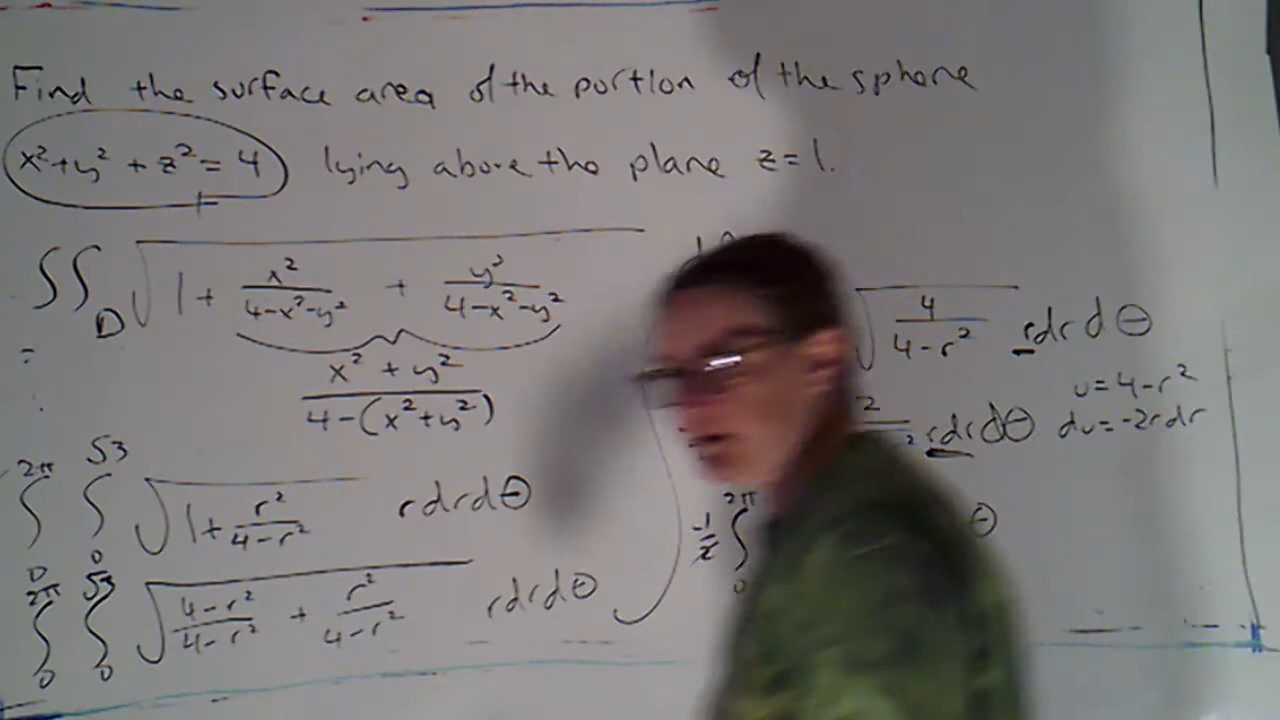 Find the surface area of the portion of the sphere
x²+y²+z²=4 lying above the plane z=1.
∫∫_D √(1 + x²/(4-x²-y²) + y²/(4-x²-y²))
(x²+y²)/(4-(x²+y²))
∫₀^2π ∫₀^√3 √(1 + r²/(4-r²)) r dr dθ
∫₀^2π ∫₀^√3 √((4-r²)/(4-r²) + r²/(4-r²)) r dr dθ
√(4/(4-r²)) r dr dθ
u=4-r²
2 r dr dθ du=-2r dr
-1/2 ∫₀^2π θ